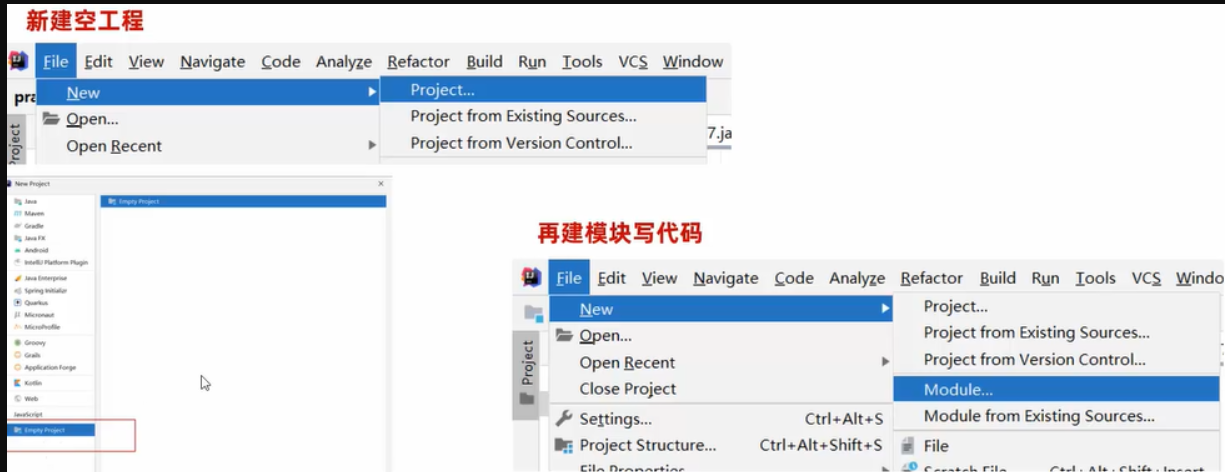 新建空工程
File Edit View Navigate Code Analyze Refactor Build Run Tools VCS Window
New Project...
Open... Project from Existing Sources...
Open Recent Project from Version Control...
pra
Project
7.ja
New Project
Java
Maven
Gradle
Java FX
Android
IntelliJ Platform Plugin
Java Enterprise
Spring Initializr
Quarkus
Micronaut
MicroProfile
Groovy
Grails
Application Forge
Kotlin
Web
JavaScript
Empty Project
Empty Project
再建模块写代码
File Edit View Navigate Code Analyze Refactor Build Run Tools VCS Windo
New
Open...
Open Recent
Close Project
Settings... Ctrl+Alt+S
Project Structure... Ctrl+Alt+Shift+S
File Properties
Project
Project...
Project from Existing Sources...
Project from Version Control...
Module...
Module from Existing Sources...
File
Scratch File Ctrl+Alt+Shift+Insert